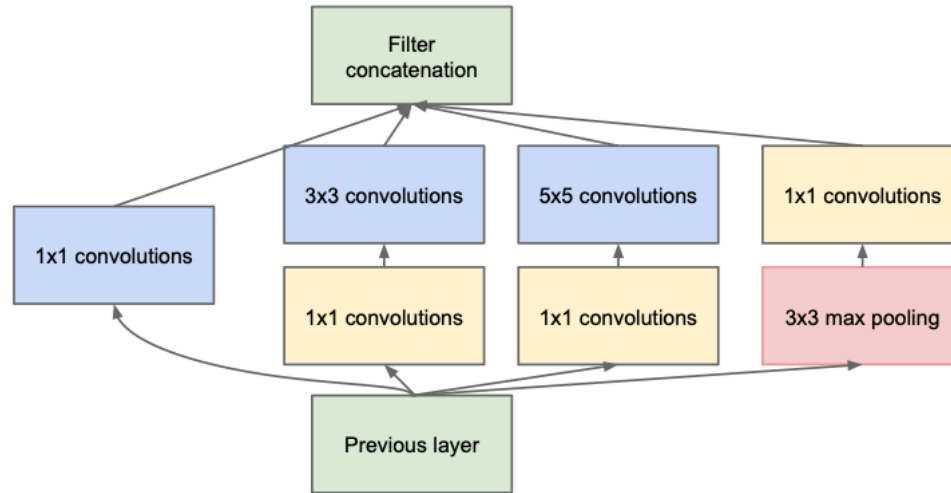 Filter
concatenation
3x3 convolutions
5x5 convolutions
1x1 convolutions
1x1 convolutions
1x1 convolutions
1x1 convolutions
3x3 max pooling
Previous layer